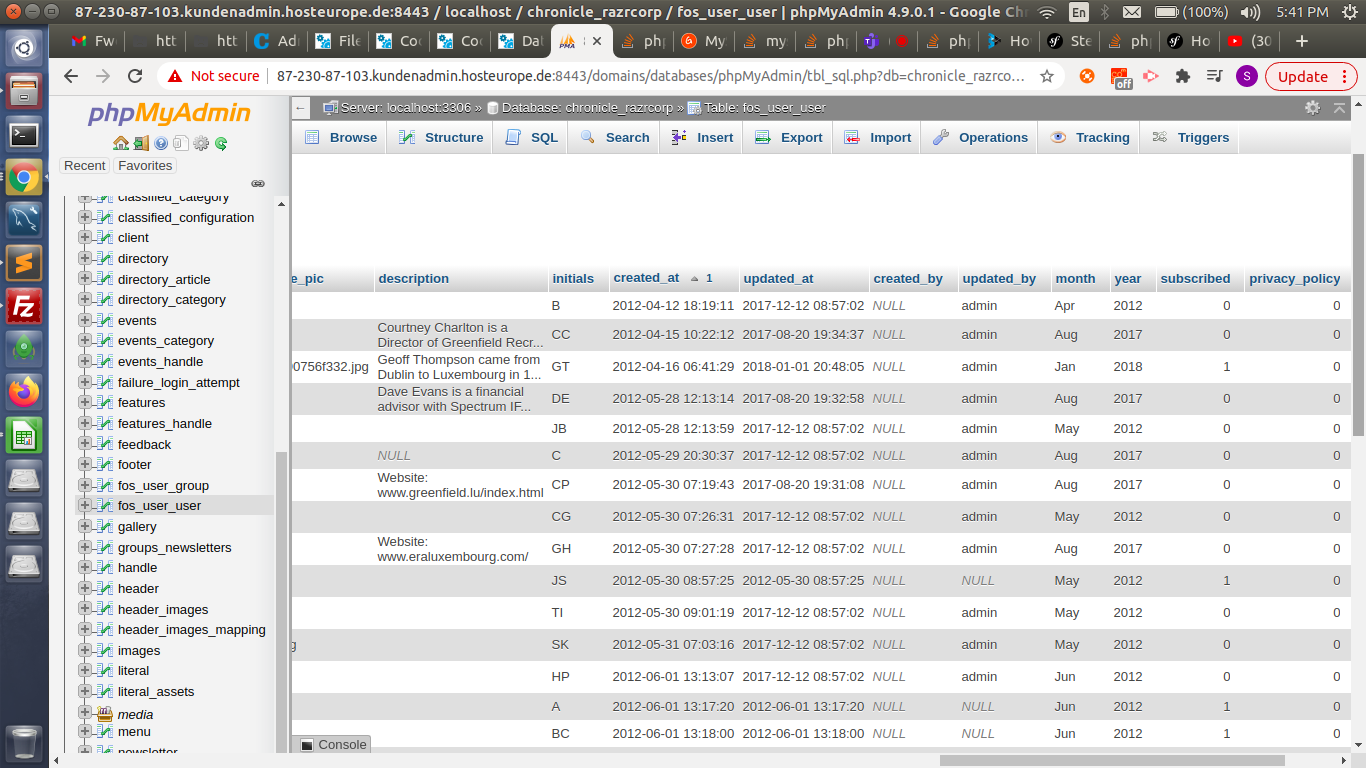 87-230-87-103.kundenadmin.hosteurope.de:8443 / localhost / chronicle_razrcorp / fos_user_user | phpMyAdmin 4.9.0.1 - Google Ch
En
(100%)
5:41 PM
Fw
htt
htt
Ad
File
Coo
Coo
Dat
PMA
php
My
mys
php
php
Ho
Ste
php
Ho
(30
Not secure
87-230-87-103.kundenadmin.hosteurope.de:8443/domains/databases/phpMyAdmin/tbl_sql.php?db=chronicle_razrco...
off
S
Update
phpMyAdmin
Recent
Favorites
classified_category
classified_configuration
client
directory
directory_article
directory_category
events
events_category
events_handle
failure_login_attempt
features
features_handle
feedback
footer
fos_user_group
fos_user_user
gallery
groups_newsletters
handle
header
header_images
header_images_mapping
images
literal
literal_assets
media
menu
newsletter
Server: localhost:3306 » Database: chronicle_razrcorp » Table: fos_user_user
Browse Structure SQL Search Insert Export Import Operations Tracking Triggers
e_pic description initials created_at 1 updated_at created_by updated_by month year subscribed privacy_policy
B 2012-04-12 18:19:11 2017-12-12 08:57:02 NULL admin Apr 2012 0 0
Courtney Charlton is a
Director of Greenfield Recr... CC 2012-04-15 10:22:12 2017-08-20 19:34:37 NULL admin Aug 2017 0 0
Geoff Thompson came from
00756f332.jpg Dublin to Luxembourg in 1... GT 2012-04-16 06:41:29 2018-01-01 20:48:05 NULL admin Jan 2018 1 0
Dave Evans is a financial
advisor with Spectrum IF... DE 2012-05-28 12:13:14 2017-08-20 19:32:58 NULL admin Aug 2017 0 0
JB 2012-05-28 12:13:59 2017-12-12 08:57:02 NULL admin May 2012 0 0
NULL C 2012-05-29 20:30:37 2017-12-12 08:57:02 NULL admin Aug 2017 0 0
Website:
www.greenfield.lu/index.html CP 2012-05-30 07:19:43 2017-08-20 19:31:08 NULL admin Aug 2017 0 0
CG 2012-05-30 07:26:31 2017-12-12 08:57:02 NULL admin May 2012 0 0
Website:
www.eraluxembourg.com/ GH 2012-05-30 07:27:28 2017-12-12 08:57:02 NULL admin Aug 2017 0 0
JS 2012-05-30 08:57:25 2012-05-30 08:57:25 NULL NULL May 2012 1 0
TI 2012-05-30 09:01:19 2017-12-12 08:57:02 NULL admin May 2012 0 0
g SK 2012-05-31 07:03:16 2017-12-12 08:57:02 NULL admin May 2012 0 0
HP 2012-06-01 13:13:07 2017-12-12 08:57:02 NULL admin Jun 2012 0 0
A 2012-06-01 13:17:20 2012-06-01 13:17:20 NULL NULL Jun 2012 1 0
BC 2012-06-01 13:18:00 2012-06-01 13:18:00 NULL NULL Jun 2012 1 0
Console